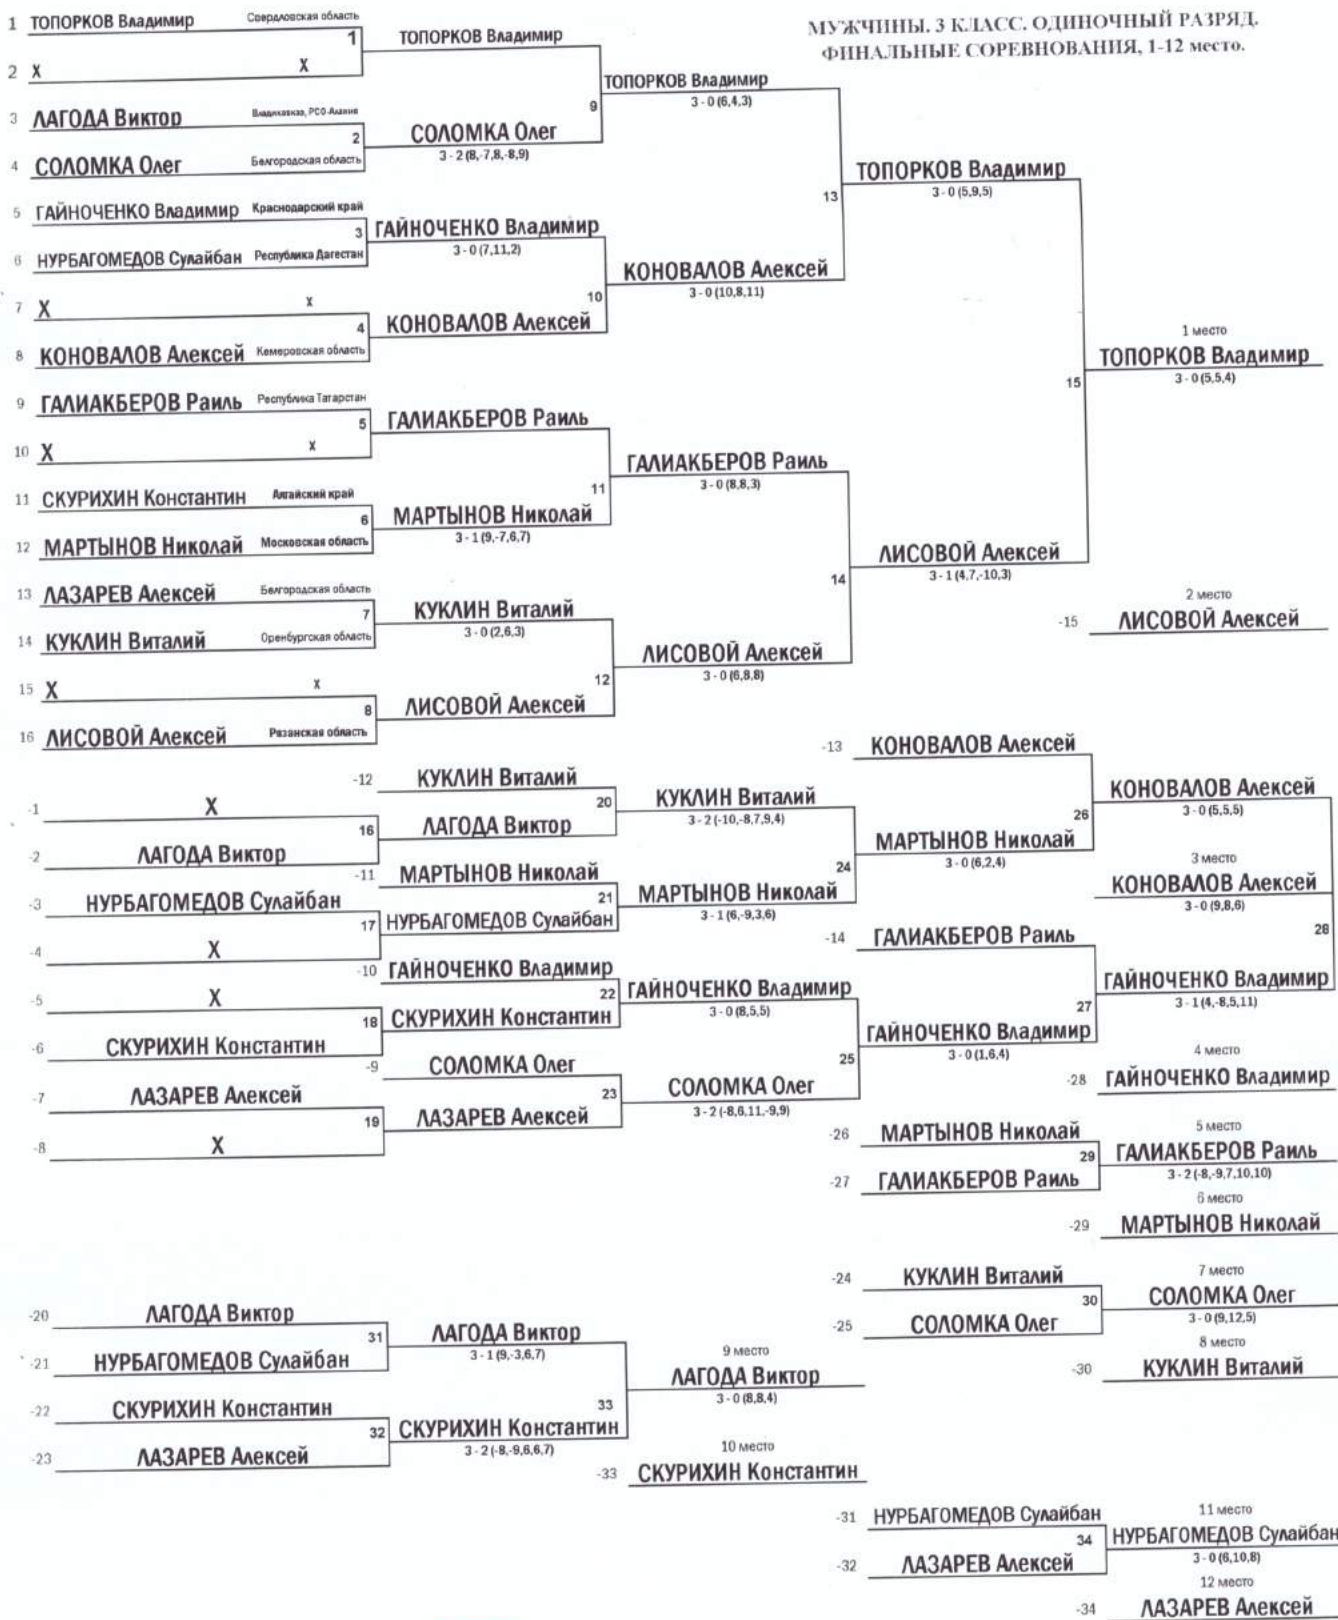 МУЖЧИНЫ. 3 КЛАСС. ОДИНОЧНЫЙ РАЗРЯД.
ФИНАЛЬНЫЕ СОРЕВНОВАНИЯ, 1-12 место.
1 ТОПОРКОВ Владимир Свердловская область
1 ТОПОРКОВ Владимир
2 X X
ТОПОРКОВ Владимир
3 - 0 (6,4,3)
9
3 ЛАГОДА Виктор Владикавказ, РСО-Алания
2 СОЛОМКА Олег
3 - 2 (8,-7,8,-8,9)
4 СОЛОМКА Олег Белгородская область
13 ТОПОРКОВ Владимир
3 - 0 (5,9,5)
5 ГАЙНОЧЕНКО Владимир Краснодарский край
3 ГАЙНОЧЕНКО Владимир
3 - 0 (7,11,2)
6 НУРБАГОМЕДОВ Сулайбан Республика Дагестан
10 КОНОВАЛОВ Алексей
3 - 0 (10,8,11)
7 X X
4 КОНОВАЛОВ Алексей
8 КОНОВАЛОВ Алексей Кемеровская область
1 место
15 ТОПОРКОВ Владимир
3 - 0 (5,5,4)
9 ГАЛИАКБЕРОВ Раиль Республика Татарстан
5 ГАЛИАКБЕРОВ Раиль
10 X X
11 ГАЛИАКБЕРОВ Раиль
3 - 0 (8,8,3)
11 СКУРИХИН Константин Алтайский край
6 МАРТЫНОВ Николай
3 - 1 (9,-7,6,7)
12 МАРТЫНОВ Николай Московская область
14 ЛИСОВОЙ Алексей
3 - 1 (4,7,-10,3)
13 ЛАЗАРЕВ Алексей Белгородская область
7 КУКЛИН Виталий
3 - 0 (2,6,3)
14 КУКЛИН Виталий Оренбургская область
2 место
-15 ЛИСОВОЙ Алексей
12 ЛИСОВОЙ Алексей
3 - 0 (6,8,8)
15 X X
8 ЛИСОВОЙ Алексей
16 ЛИСОВОЙ Алексей Рязанская область
-13 КОНОВАЛОВ Алексей
-12 КУКЛИН Виталий
-1 X
20 КУКЛИН Виталий
3 - 2 (-10,-8,7,9,4)
26 КОНОВАЛОВ Алексей
3 - 0 (5,5,5)
16 ЛАГОДА Виктор
-2 ЛАГОДА Виктор
24 МАРТЫНОВ Николай
3 - 0 (6,2,4)
3 место
КОНОВАЛОВ Алексей
3 - 0 (9,8,6)
28
-11 МАРТЫНОВ Николай
-3 НУРБАГОМЕДОВ Сулайбан
21 МАРТЫНОВ Николай
3 - 1 (6,-9,3,6)
17 НУРБАГОМЕДОВ Сулайбан
-4 X
-14 ГАЛИАКБЕРОВ Раиль
-10 ГАЙНОЧЕНКО Владимир
-5 X
22 ГАЙНОЧЕНКО Владимир
3 - 0 (8,5,5)
27 ГАЙНОЧЕНКО Владимир
3 - 1 (4,-8,5,11)
18 СКУРИХИН Константин
-6 СКУРИХИН Константин
25 ГАЙНОЧЕНКО Владимир
3 - 0 (1,6,4)
-9 СОЛОМКА Олег
4 место
-28 ГАЙНОЧЕНКО Владимир
-7 ЛАЗАРЕВ Алексей
23 СОЛОМКА Олег
3 - 2 (-8,6,11,-9,9)
19 ЛАЗАРЕВ Алексей
-8 X
-26 МАРТЫНОВ Николай
5 место
29 ГАЛИАКБЕРОВ Раиль
3 - 2 (-8,-9,7,10,10)
-27 ГАЛИАКБЕРОВ Раиль
6 место
-29 МАРТЫНОВ Николай
-24 КУКЛИН Виталий
7 место
30 СОЛОМКА Олег
3 - 0 (9,12,5)
-25 СОЛОМКА Олег
8 место
-30 КУКЛИН Виталий
-20 ЛАГОДА Виктор
31 ЛАГОДА Виктор
3 - 1 (9,-3,6,7)
-21 НУРБАГОМЕДОВ Сулайбан
9 место
33 ЛАГОДА Виктор
3 - 0 (8,8,4)
-22 СКУРИХИН Константин
32 СКУРИХИН Константин
3 - 2 (-8,-9,6,6,7)
-23 ЛАЗАРЕВ Алексей
10 место
-33 СКУРИХИН Константин
-31 НУРБАГОМЕДОВ Сулайбан
11 место
34 НУРБАГОМЕДОВ Сулайбан
3 - 0 (6,10,8)
-32 ЛАЗАРЕВ Алексей
12 место
-34 ЛАЗАРЕВ Алексей